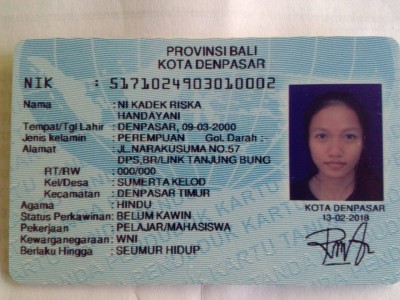 PROVINSI BALI
KOTA DENPASAR
NIK : 5171024903010002
Nama : NI KADEK RISKA
HANDAYANI
Tempat/Tgl Lahir : DENPASAR, 09-03-2000
Jenis kelamin : PEREMPUAN Gol. Darah : -
Alamat : JL.NARAKUSUMA NO.57
DPS,BR/LINK TANJUNG BUNG
RT/RW : 000/000
Kel/Desa : SUMERTA KELOD
Kecamatan : DENPASAR TIMUR
Agama : HINDU
Status Perkawinan: BELUM KAWIN
Pekerjaan : PELAJAR/MAHASISWA
Kewarganegaraan: WNI
Berlaku Hingga : SEUMUR HIDUP
KOTA DENPASAR
13-02-2018